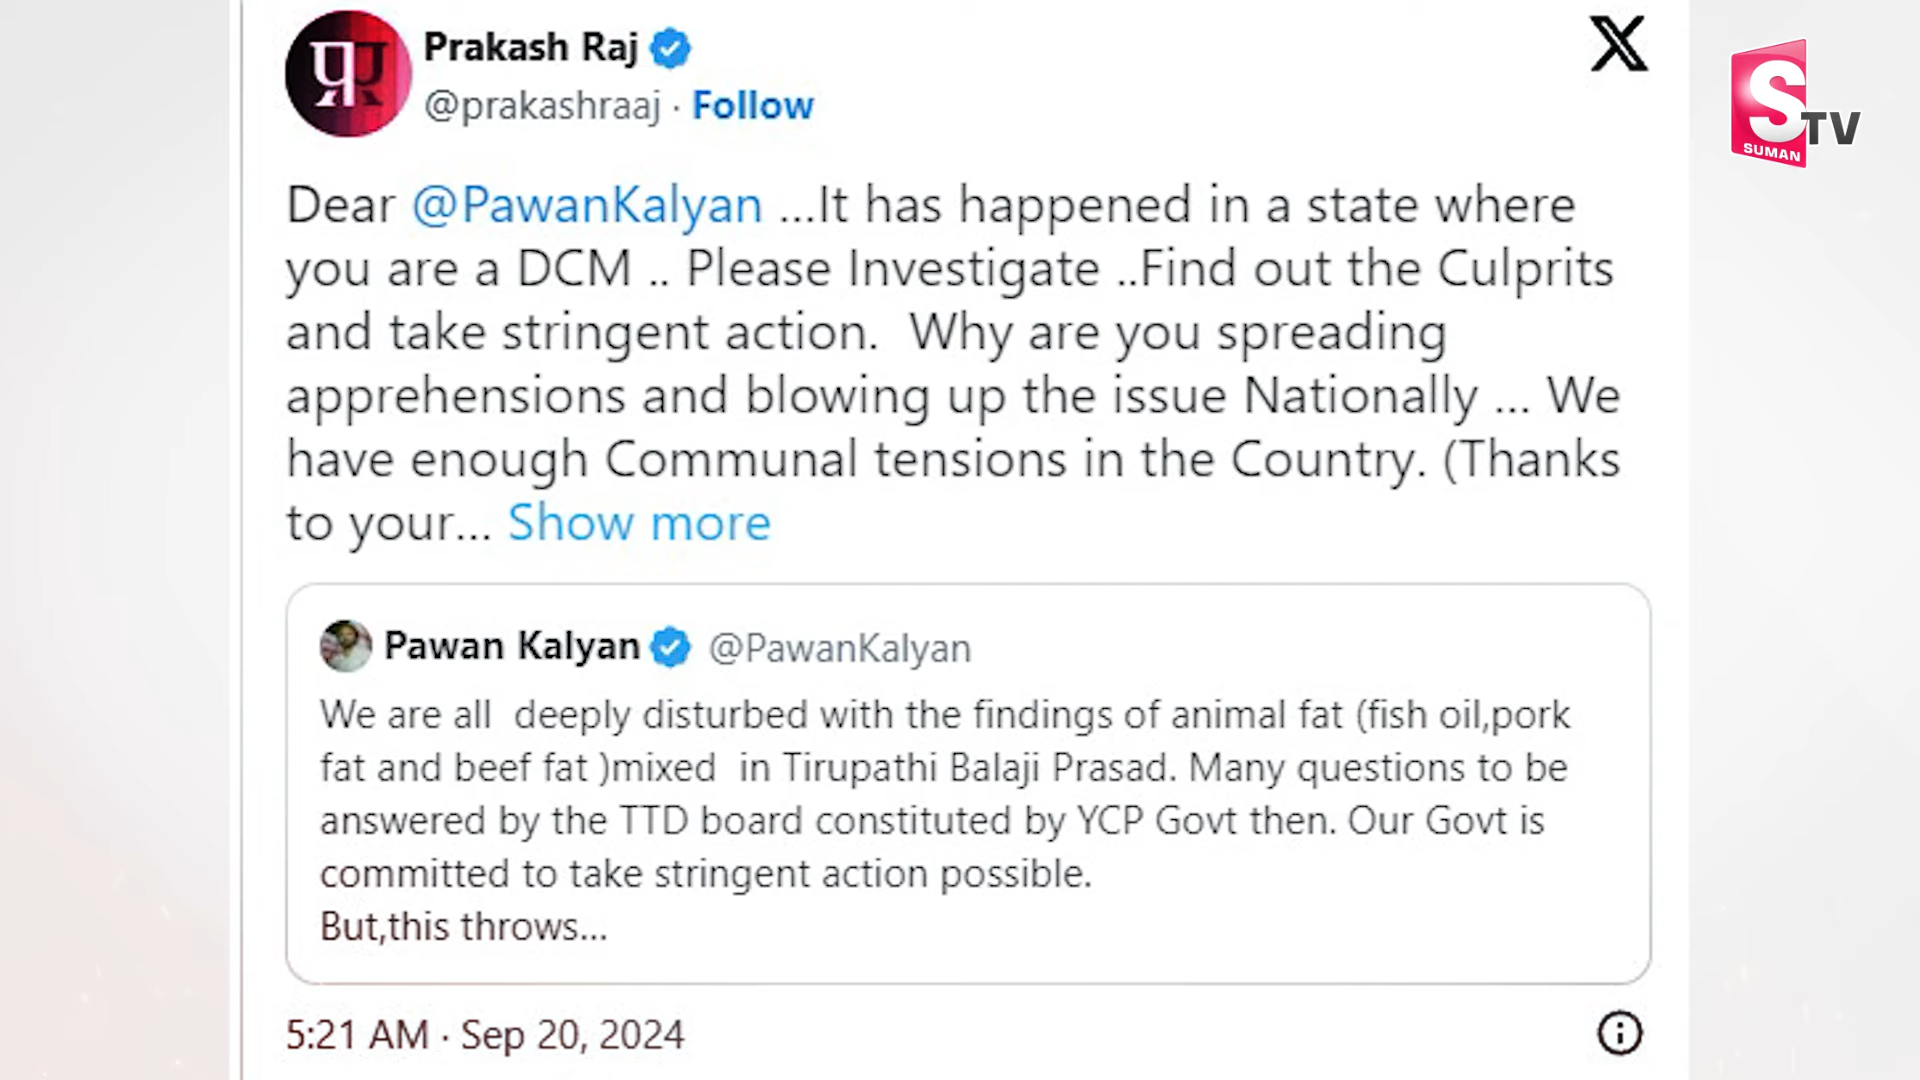 Prakash Raj
@prakashraaj · Follow
X
S TV
SUMAN
Dear @PawanKalyan ...It has happened in a state where
you are a DCM .. Please Investigate ..Find out the Culprits
and take stringent action.  Why are you spreading
apprehensions and blowing up the issue Nationally ... We
have enough Communal tensions in the Country. (Thanks
to your... Show more
Pawan Kalyan @PawanKalyan
We are all  deeply disturbed with the findings of animal fat (fish oil,pork
fat and beef fat )mixed  in Tirupathi Balaji Prasad. Many questions to be
answered by the TTD board constituted by YCP Govt then. Our Govt is
committed to take stringent action possible.
But,this throws...
5:21 AM · Sep 20, 2024